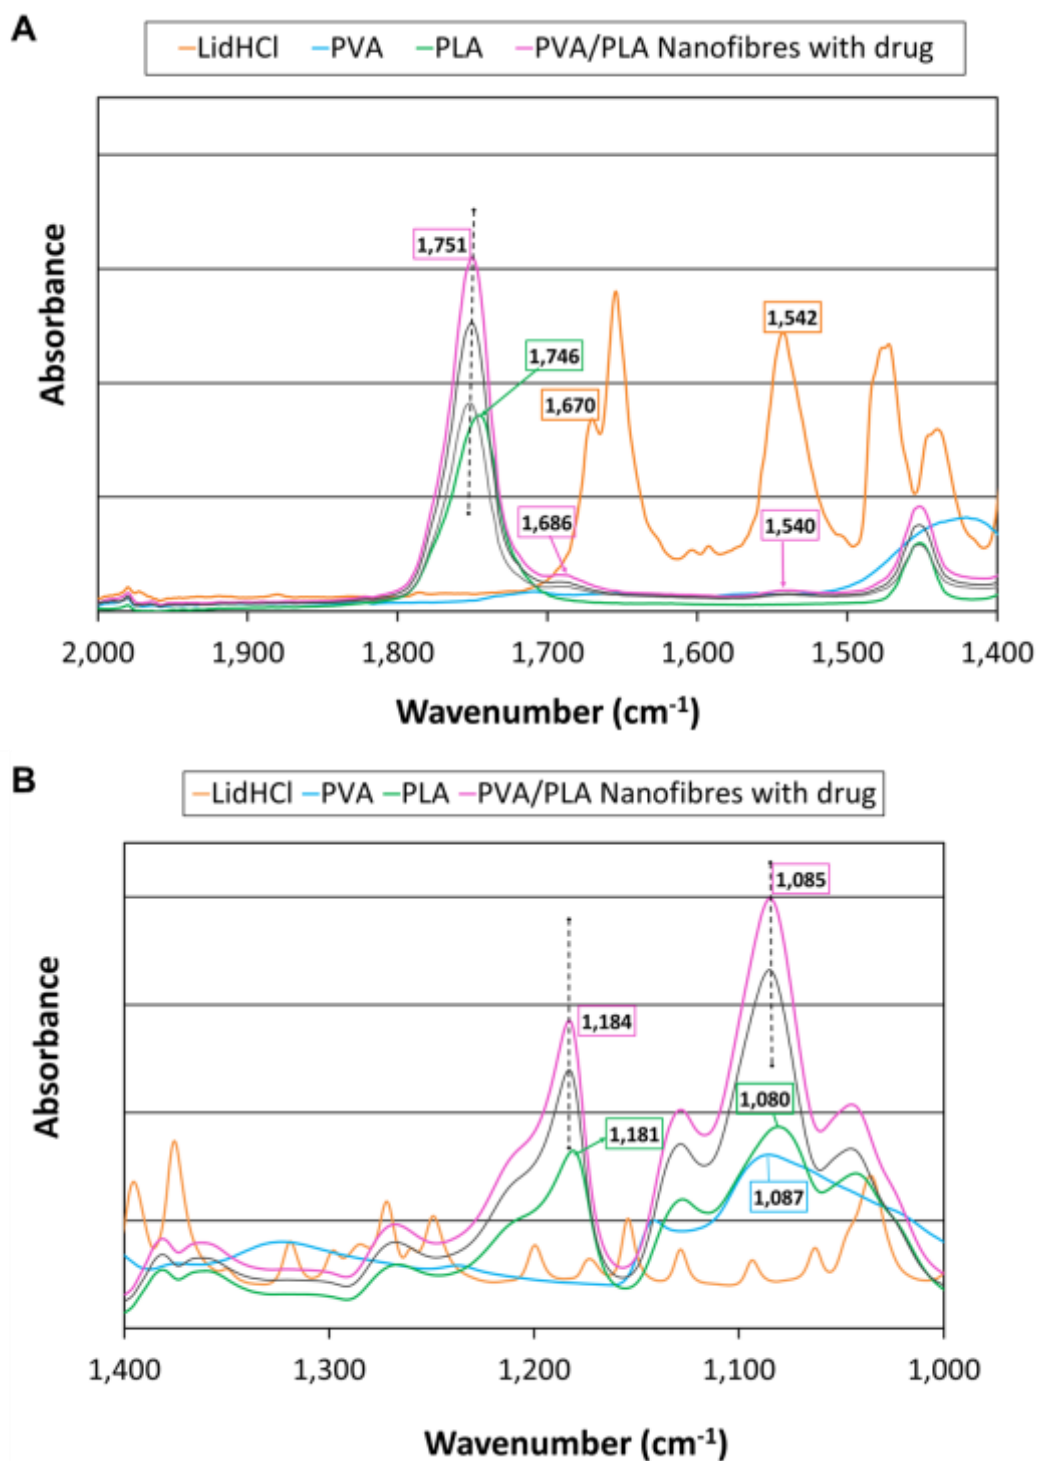 A
LidHCl PVA PLA PVA/PLA Nanofibres with drug
Absorbance
1,751
1,746
1,670
1,542
1,686
1,540
2,000 1,900 1,800 1,700 1,600 1,500 1,400
Wavenumber (cm-1)
B
LidHCl PVA PLA PVA/PLA Nanofibres with drug
Absorbance
1,085
1,184
1,080
1,181
1,087
1,400 1,300 1,200 1,100 1,000
Wavenumber (cm-1)